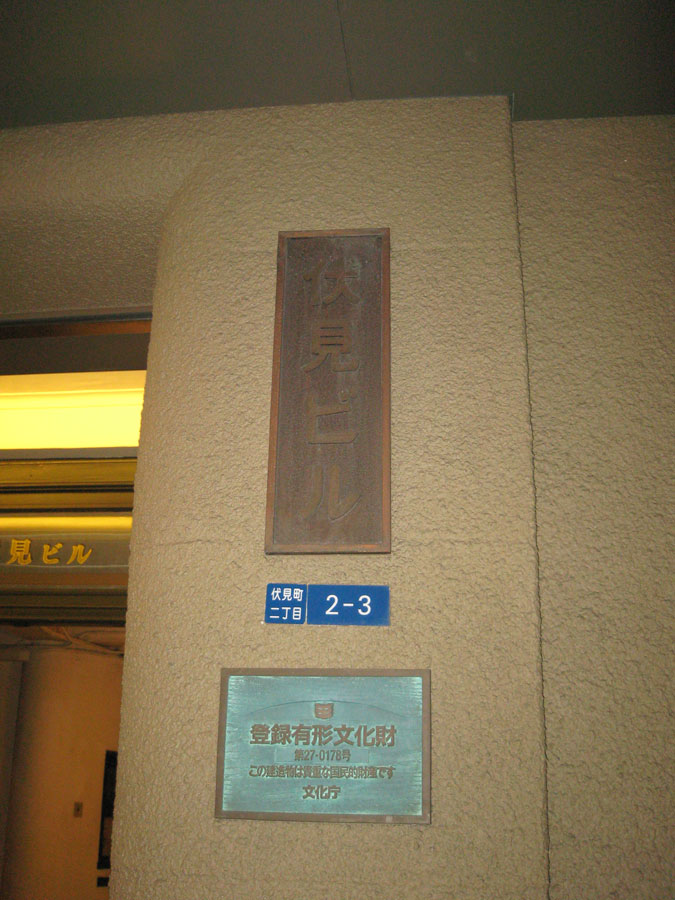 伏見ビル
見ビル
伏見町
二丁目
2-3
登録有形文化財
第27-0178号
この建造物は貴重な国民的財産です
文化庁